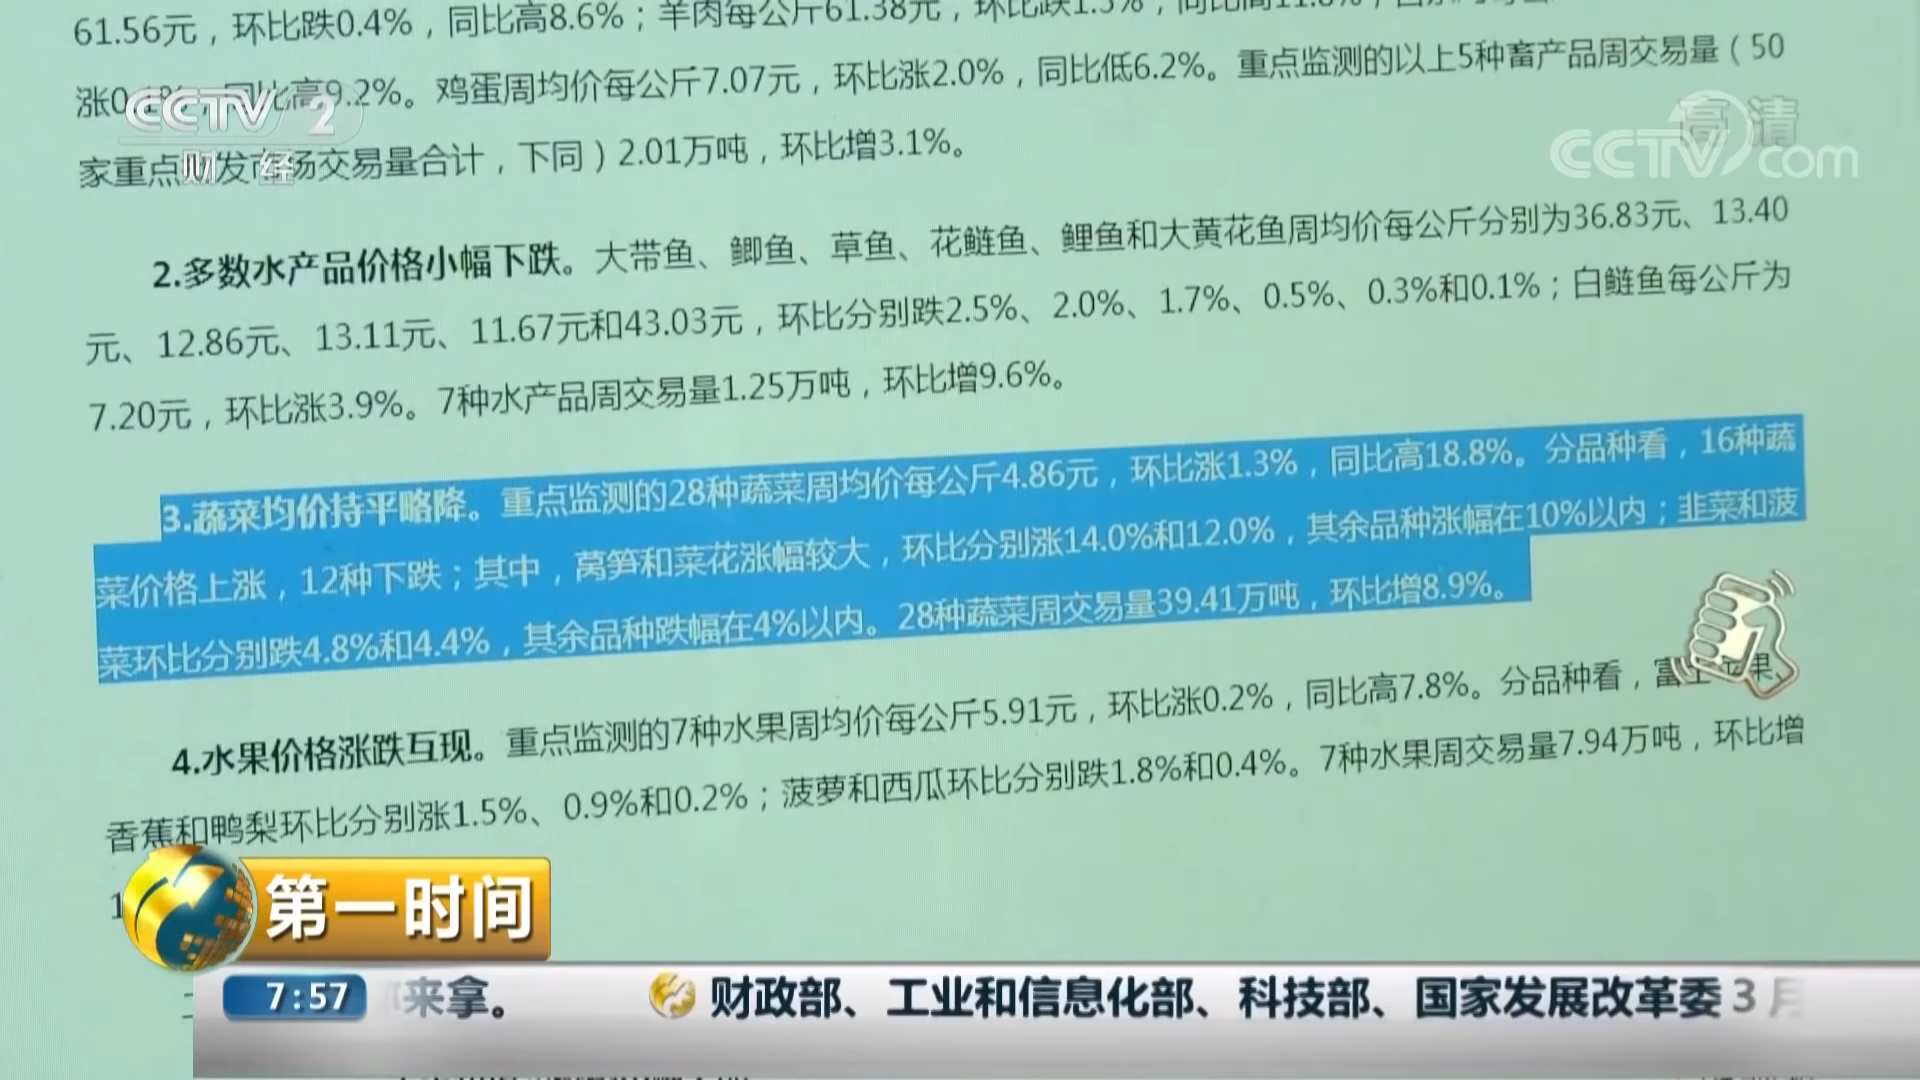 61.56元，环比跌0.4%，同比高8.6%；羊肉每公斤61.38元，环比跌1.5%，同比高11.8%；
涨0.1%，同比高9.2%。鸡蛋周均价每公斤7.07元，环比涨2.0%，同比低6.2%。重点监测的以上5种畜产品周交易量（50
家重点批发市场交易量合计，下同）2.01万吨，环比增3.1%。
CCTV 2
财 经
高清
CCTV.com
2.多数水产品价格小幅下跌。大带鱼、鲫鱼、草鱼、花鲢鱼、鲤鱼和大黄花鱼周均价每公斤分别为36.83元、13.40
元、12.86元、13.11元、11.67元和43.03元，环比分别跌2.5%、2.0%、1.7%、0.5%、0.3%和0.1%；白鲢鱼每公斤为
7.20元，环比涨3.9%。7种水产品周交易量1.25万吨，环比增9.6%。
3.蔬菜均价持平略降。重点监测的28种蔬菜周均价每公斤4.86元，环比涨1.3%，同比高18.8%。分品种看，16种蔬
菜价格上涨，12种下跌；其中，莴笋和菜花涨幅较大，环比分别涨14.0%和12.0%，其余品种涨幅在10%以内；韭菜和菠
菜环比分别跌4.8%和4.4%，其余品种跌幅在4%以内。28种蔬菜周交易量39.41万吨，环比增8.9%。
4.水果价格涨跌互现。重点监测的7种水果周均价每公斤5.91元，环比涨0.2%，同比高7.8%。分品种看，富士苹果、
香蕉和鸭梨环比分别涨1.5%、0.9%和0.2%；菠萝和西瓜环比分别跌1.8%和0.4%。7种水果周交易量7.94万吨，环比增
1
第一时间
7:57 来拿。 财政部、工业和信息化部、科技部、国家发展改革委3月